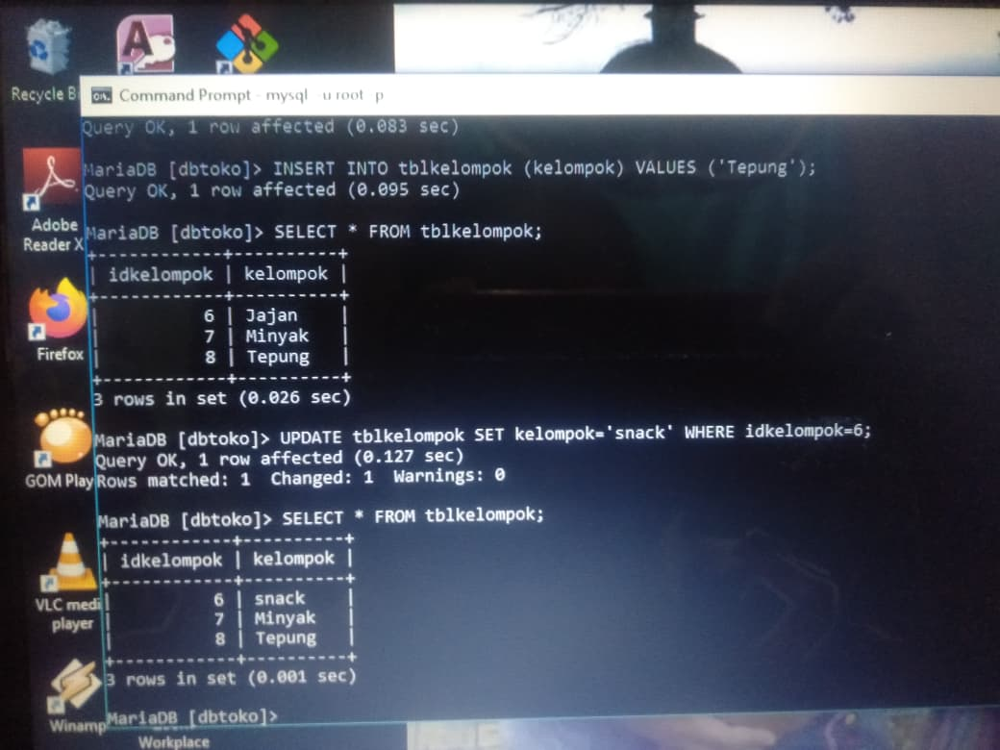 Recycle B
Command Prompt - mysql -u root -p
Query OK, 1 row affected (0.083 sec)
MariaDB [dbtoko]> INSERT INTO tblkelompok (kelompok) VALUES ('Tepung');
Query OK, 1 row affected (0.095 sec)
Adobe
Reader X
MariaDB [dbtoko]> SELECT * FROM tblkelompok;
+------------+----------+
| idkelompok | kelompok |
+------------+----------+
| 6 | Jajan |
| 7 | Minyak |
| 8 | Tepung |
+------------+----------+
3 rows in set (0.026 sec)
Firefox
MariaDB [dbtoko]> UPDATE tblkelompok SET kelompok='snack' WHERE idkelompok=6;
Query OK, 1 row affected (0.127 sec)
Rows matched: 1 Changed: 1 Warnings: 0
GOM Play
MariaDB [dbtoko]> SELECT * FROM tblkelompok;
+------------+----------+
| idkelompok | kelompok |
+------------+----------+
| 6 | snack |
| 7 | Minyak |
| 8 | Tepung |
+------------+----------+
3 rows in set (0.001 sec)
VLC medi
player
MariaDB [dbtoko]>
Winamp
Workplace